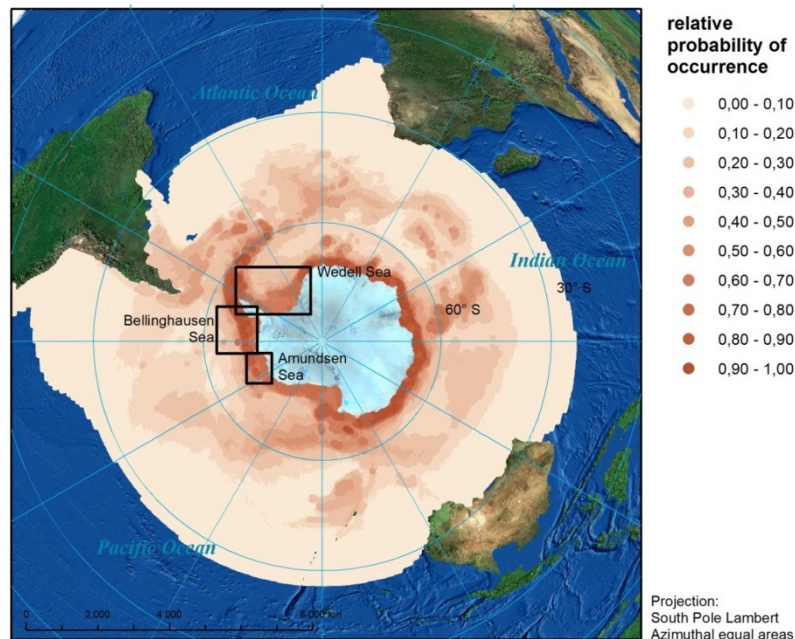 relative
probability of
occurrence
0,00 - 0,10
0,10 - 0,20
0,20 - 0,30
0,30 - 0,40
0,40 - 0,50
0,50 - 0,60
0,60 - 0,70
0,70 - 0,80
0,80 - 0,90
0,90 - 1,00
Atlantic Ocean
Indian Ocean
Wedell Sea
30° S
60° S
Bellinghausen
Sea
Amundsen
Sea
Pacific Ocean
0 2.000 4.000 8.000 km
Projection:
South Pole Lambert
Azimuthal equal areas